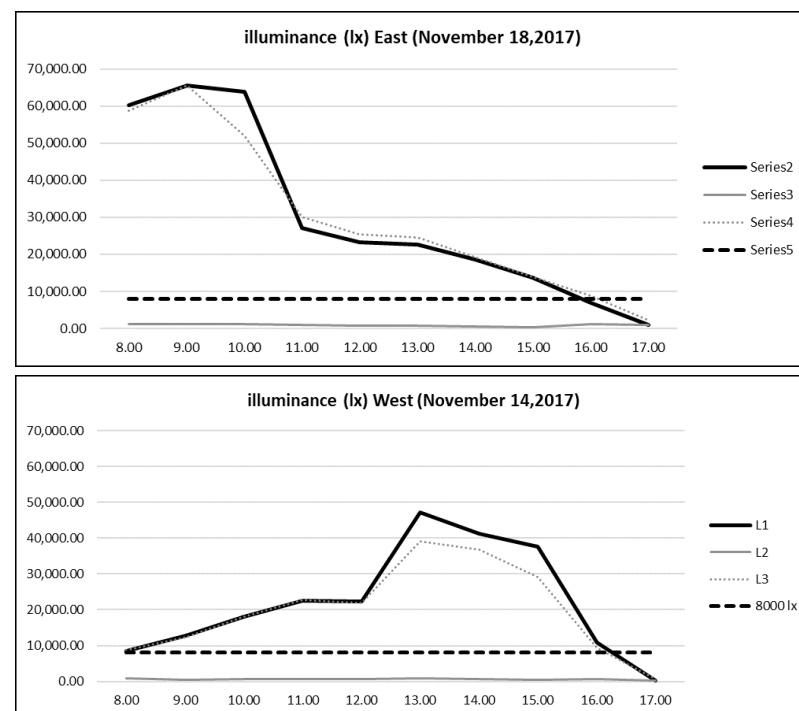 illuminance (lx) East (November 18,2017)
70,000.00
60,000.00
50,000.00
40,000.00
30,000.00
20,000.00
10,000.00
0.00
8.00 9.00 10.00 11.00 12.00 13.00 14.00 15.00 16.00 17.00
Series2
Series3
Series4
Series5
illuminance (lx) West (November 14,2017)
70,000.00
60,000.00
50,000.00
40,000.00
30,000.00
20,000.00
10,000.00
0.00
8.00 9.00 10.00 11.00 12.00 13.00 14.00 15.00 16.00 17.00
L1
L2
L3
8000 lx